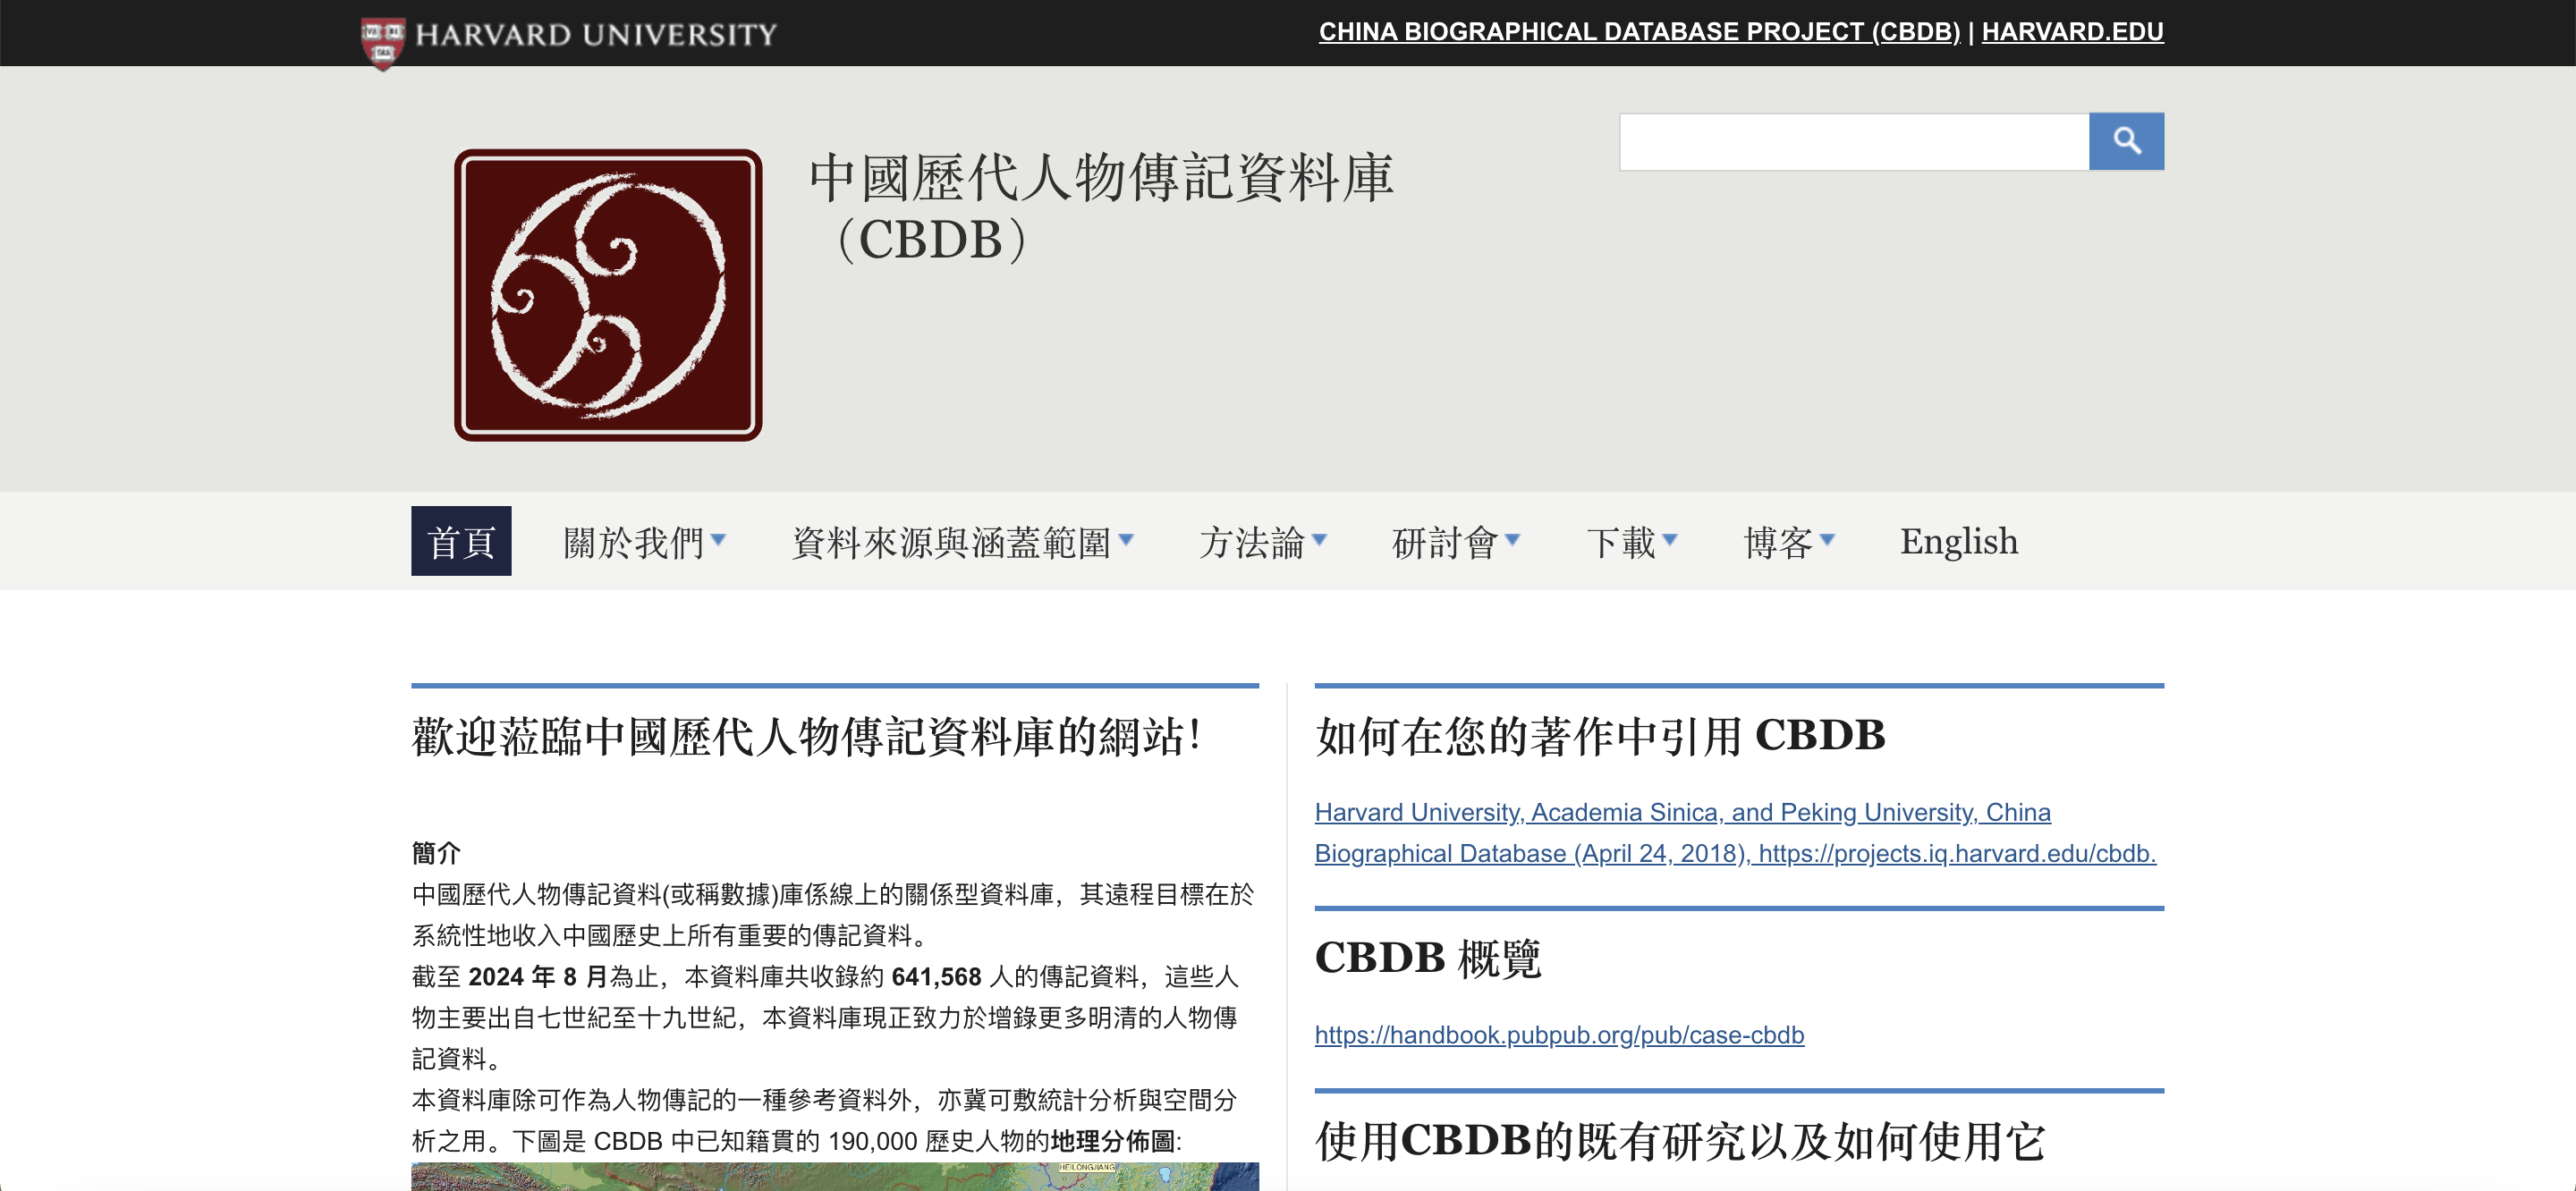 HARVARD UNIVERSITY
CHINA BIOGRAPHICAL DATABASE PROJECT (CBDB) | HARVARD.EDU
中國歷代人物傳記資料庫
（CBDB）
首頁 關於我們 資料來源與涵蓋範圍 方法論 研討會 下載 博客 English
歡迎蒞臨中國歷代人物傳記資料庫的網站！
簡介
中國歷代人物傳記資料(或稱數據)庫係線上的關係型資料庫，其遠程目標在於
系統性地收入中國歷史上所有重要的傳記資料。
截至 2024 年 8 月為止，本資料庫共收錄約 641,568 人的傳記資料，這些人
物主要出自七世紀至十九世紀，本資料庫現正致力於增錄更多明清的人物傳
記資料。
本資料庫除可作為人物傳記的一種參考資料外，亦冀可敷統計分析與空間分
析之用。下圖是 CBDB 中已知籍貫的 190,000 歷史人物的地理分佈圖:
HEILONGJIANG
如何在您的著作中引用 CBDB
Harvard University, Academia Sinica, and Peking University, China
Biographical Database (April 24, 2018), https://projects.iq.harvard.edu/cbdb.
CBDB 概覽
https://handbook.pubpub.org/pub/case-cbdb
使用CBDB的既有研究以及如何使用它